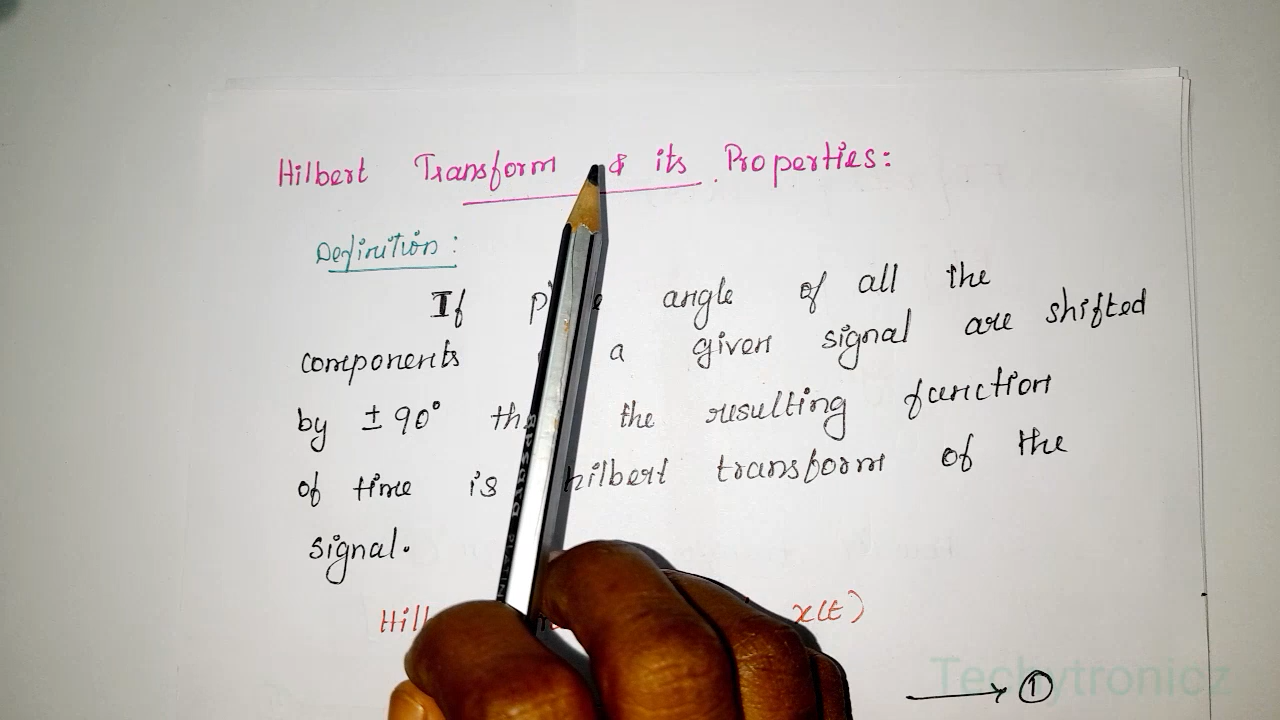 Hilbert Transform & its Properties:
Definition:
If angle of all the
components a given signal are shifted
by ± 90° the resulting function
of time is hilbert transform of the
signal.
x(t)
Techytronicz
①